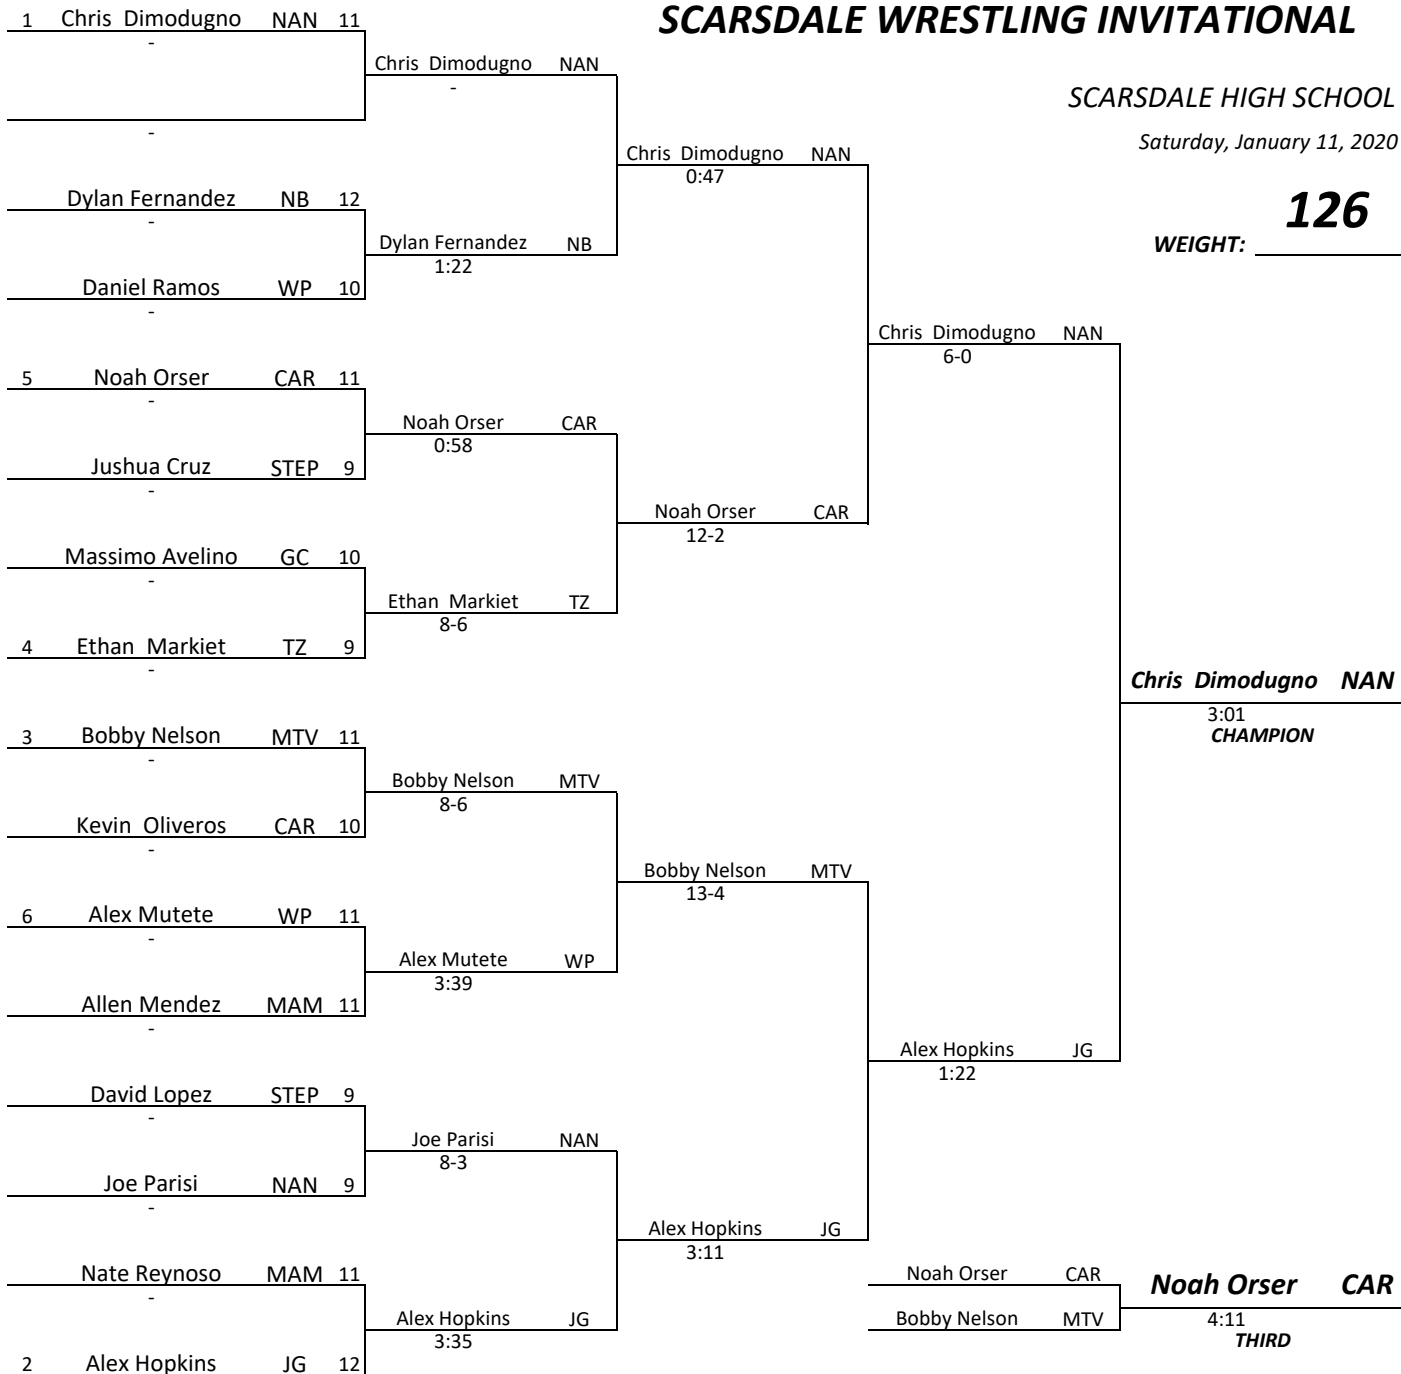 SCARSDALE WRESTLING INVITATIONAL
SCARSDALE HIGH SCHOOL
Saturday, January 11, 2020
126
WEIGHT:
1 Chris Dimodugno NAN 11
-
-
Dylan Fernandez NB 12
-
Daniel Ramos WP 10
-
5 Noah Orser CAR 11
-
Jushua Cruz STEP 9
-
Massimo Avelino GC 10
-
4 Ethan Markiet TZ 9
-
3 Bobby Nelson MTV 11
-
Kevin Oliveros CAR 10
-
6 Alex Mutete WP 11
-
Allen Mendez MAM 11
-
David Lopez STEP 9
-
Joe Parisi NAN 9
-
Nate Reynoso MAM 11
-
2 Alex Hopkins JG 12
Chris Dimodugno NAN
-
Dylan Fernandez NB
1:22
Noah Orser CAR
0:58
Ethan Markiet TZ
8-6
Bobby Nelson MTV
8-6
Alex Mutete WP
3:39
Joe Parisi NAN
8-3
Alex Hopkins JG
3:35
Chris Dimodugno NAN
0:47
Noah Orser CAR
12-2
Bobby Nelson MTV
13-4
Alex Hopkins JG
3:11
Chris Dimodugno NAN
6-0
Alex Hopkins JG
1:22
Chris Dimodugno NAN
3:01
CHAMPION
Noah Orser CAR
Bobby Nelson MTV
Noah Orser CAR
4:11
THIRD